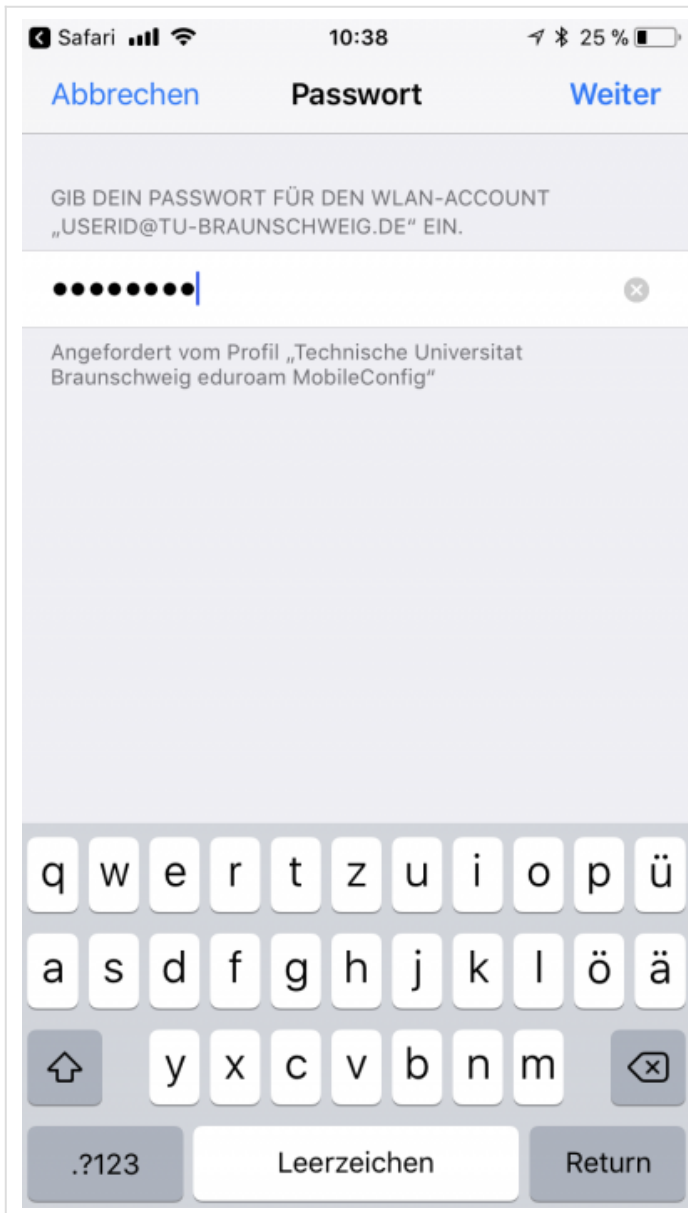 Safari 10:38 25 %
Abbrechen Passwort Weiter
GIB DEIN PASSWORT FÜR DEN WLAN-ACCOUNT
„USERID@TU-BRAUNSCHWEIG.DE“ EIN.
••••••••
Angefordert vom Profil „Technische Universitat
Braunschweig eduroam MobileConfig“
q w e r t z u i o p ü
a s d f g h j k l ö ä
y x c v b n m
.?123 Leerzeichen Return